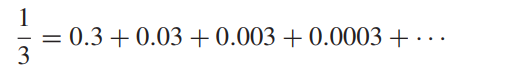 1/3 = 0.3 + 0.03 + 0.003 + 0.0003 + · · ·